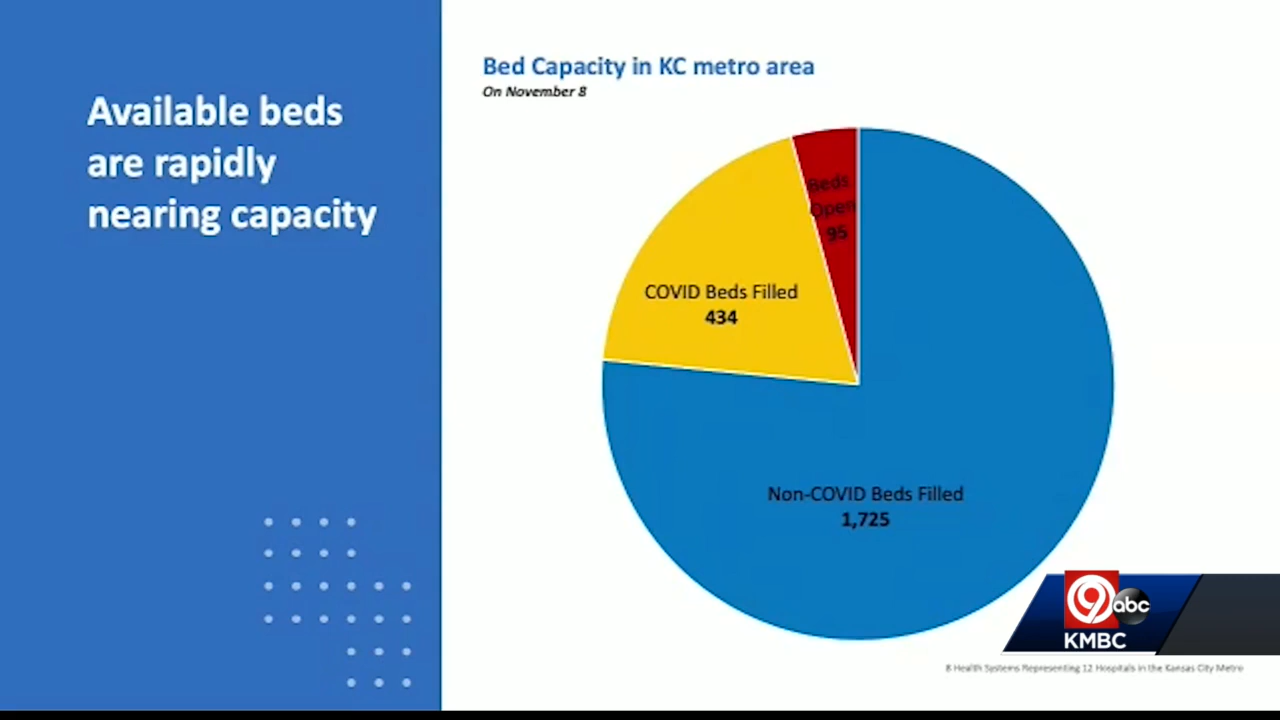 Available beds
are rapidly
nearing capacity
Bed Capacity in KC metro area
On November 8
Beds
Open
95
COVID Beds Filled
434
Non-COVID Beds Filled
1,725
9 abc
KMBC
8 Health Systems Representing 12 Hospitals in the Kansas City Metro